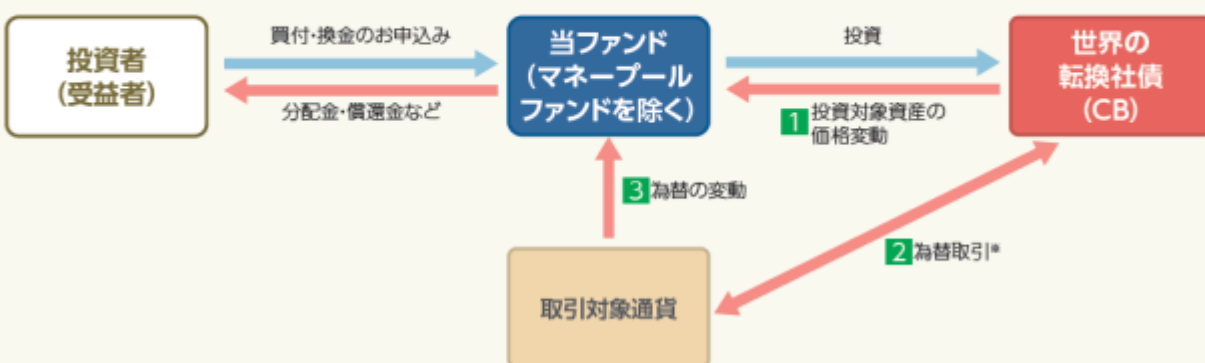 投資者
(受益者)
買付・換金のお申込み
分配金・償還金など
当ファンド
(マネープール
ファンドを除く)
投資
1 投資対象資産の
価格変動
世界の
転換社債
(CB)
3 為替の変動
2 為替取引※
取引対象通貨